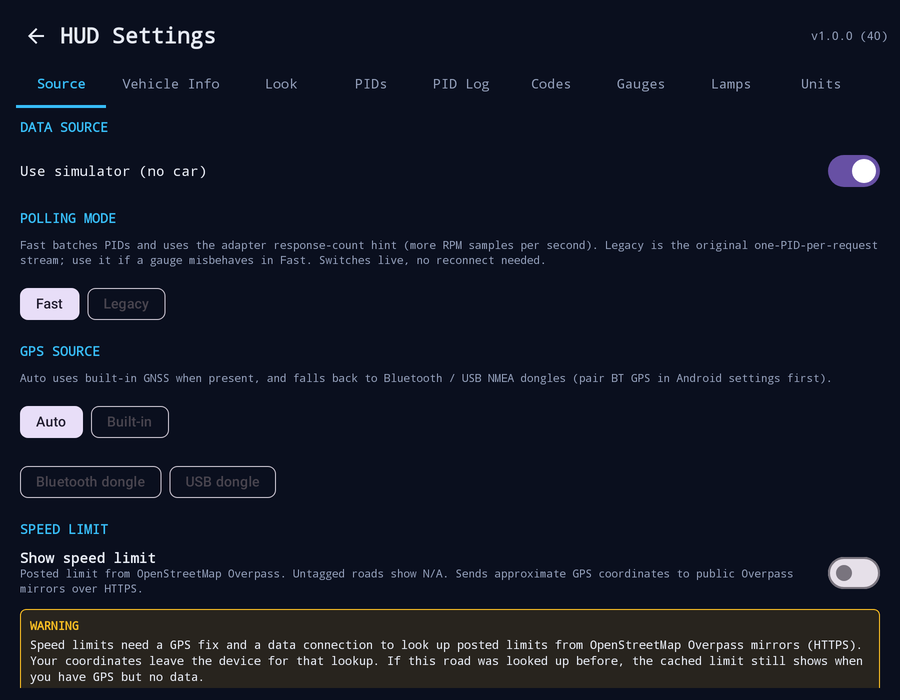 HUD Settings
v1.0.0 (40)
Source
Vehicle Info
Look
PIDs
PID Log
Codes
Gauges
Lamps
Units
DATA SOURCE
Use simulator (no car)
POLLING MODE
Fast batches PIDs and uses the adapter response-count hint (more RPM samples per second). Legacy is the original one-PID-per-request
stream; use it if a gauge misbehaves in Fast. Switches live, no reconnect needed.
Fast
Legacy
GPS SOURCE
Auto uses built-in GNSS when present, and falls back to Bluetooth / USB NMEA dongles (pair BT GPS in Android settings first).
Auto
Built-in
Bluetooth dongle
USB dongle
SPEED LIMIT
Show speed limit
Posted limit from OpenStreetMap Overpass. Untagged roads show N/A. Sends approximate GPS coordinates to public Overpass
mirrors over HTTPS.
WARNING
Speed limits need a GPS fix and a data connection to look up posted limits from OpenStreetMap Overpass mirrors (HTTPS).
Your coordinates leave the device for that lookup. If this road was looked up before, the cached limit still shows when
you have GPS but no data.